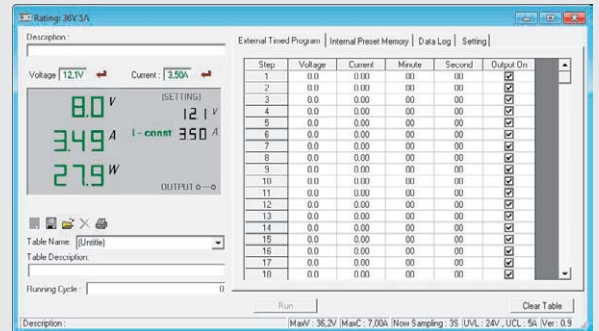 Rating: 36V 5A
Description :
Voltage 12.1V Current : 3.50A
8.0 V
(SETTING)
12.1 V
3.49 A
I-const 3.50 A
27.9 W
OUTPUT
Table Name: (Untitle)
Table Description:
Running Cycle : 0
External Timed Program Internal Preset Memory Data Log Setting
Step Voltage Current Minute Second Output On
1 0.0 0.00 00 00
2 0.0 0.00 00 00
3 0.0 0.00 00 00
4 0.0 0.00 00 00
5 0.0 0.00 00 00
6 0.0 0.00 00 00
7 0.0 0.00 00 00
8 0.0 0.00 00 00
9 0.0 0.00 00 00
10 0.0 0.00 00 00
11 0.0 0.00 00 00
12 0.0 0.00 00 00
13 0.0 0.00 00 00
14 0.0 0.00 00 00
15 0.0 0.00 00 00
16 0.0 0.00 00 00
17 0.0 0.00 00 00
18 0.0 0.00 00 00
Run Clear Table
Description : MaxV : 36,2V MaxC : 7,00A Now Sampling : 3S UVL : 24V , UCL : 5A Ver : 0.9